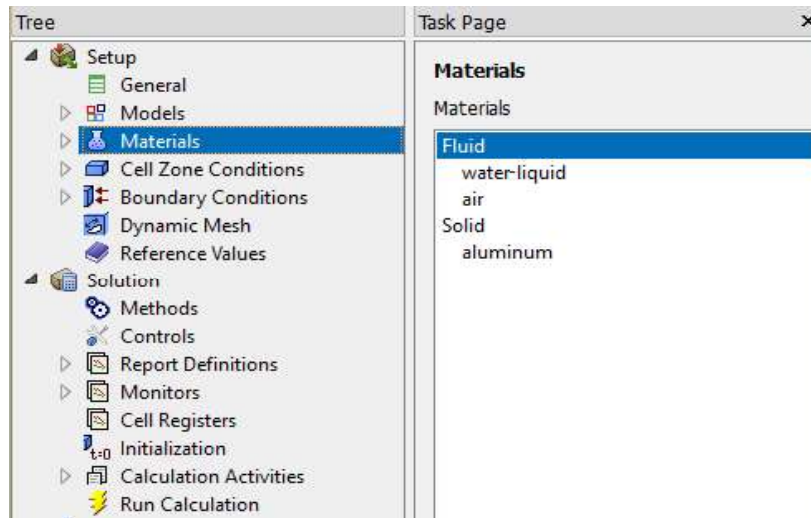 Tree
Setup
General
Models
Materials
Cell Zone Conditions
Boundary Conditions
Dynamic Mesh
Reference Values
Solution
Methods
Controls
Report Definitions
Monitors
Cell Registers
t=0 Initialization
Calculation Activities
Run Calculation
Task Page
Materials
Materials
Fluid
water-liquid
air
Solid
aluminum